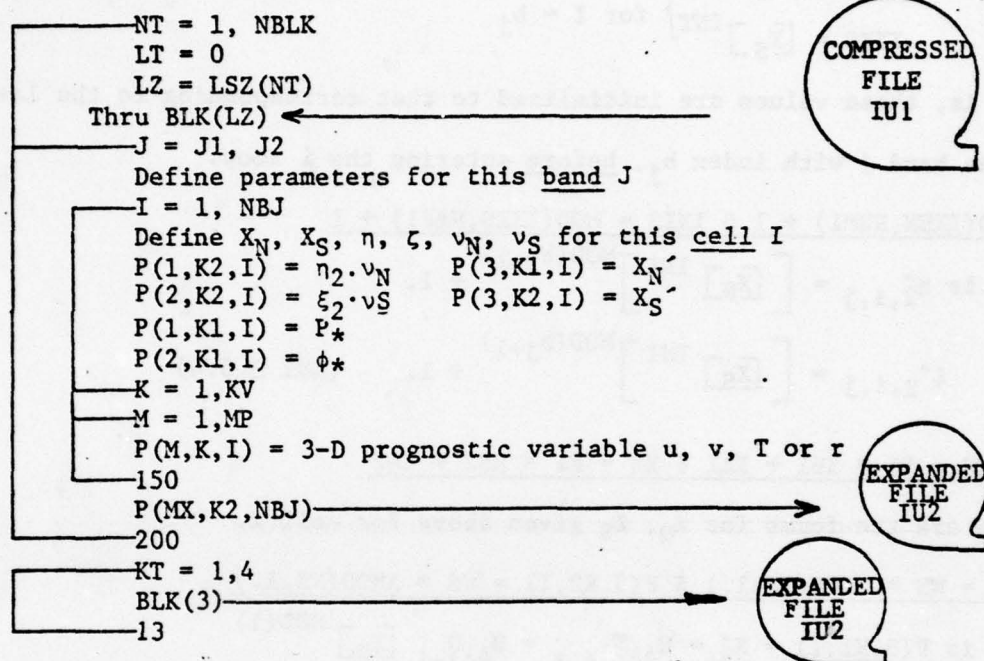 NT = 1, NBLK
LT = 0
LZ = LSZ(NT)
Thru BLK(LZ)
COMPRESSED
FILE
IU1
J = J1, J2
Define parameters for this band J
I = 1, NBJ
Define X_N, X_S, η, ζ, ν_N, ν_S for this cell I
P(1,K2,I) = η_2·ν_N P(3,K1,I) = X_N
P(2,K2,I) = ξ_2·ν_S P(3,K2,I) = X_S
P(1,K1,I) = P_*
P(2,K1,I) = φ_*
K = 1,KV
M = 1,MP
P(M,K,I) = 3-D prognostic variable u, v, T or r
150
P(MX,K2,NBJ)
EXPANDED
FILE
IU2
200
KT = 1,4
BLK(3)
EXPANDED
FILE
IU2
13